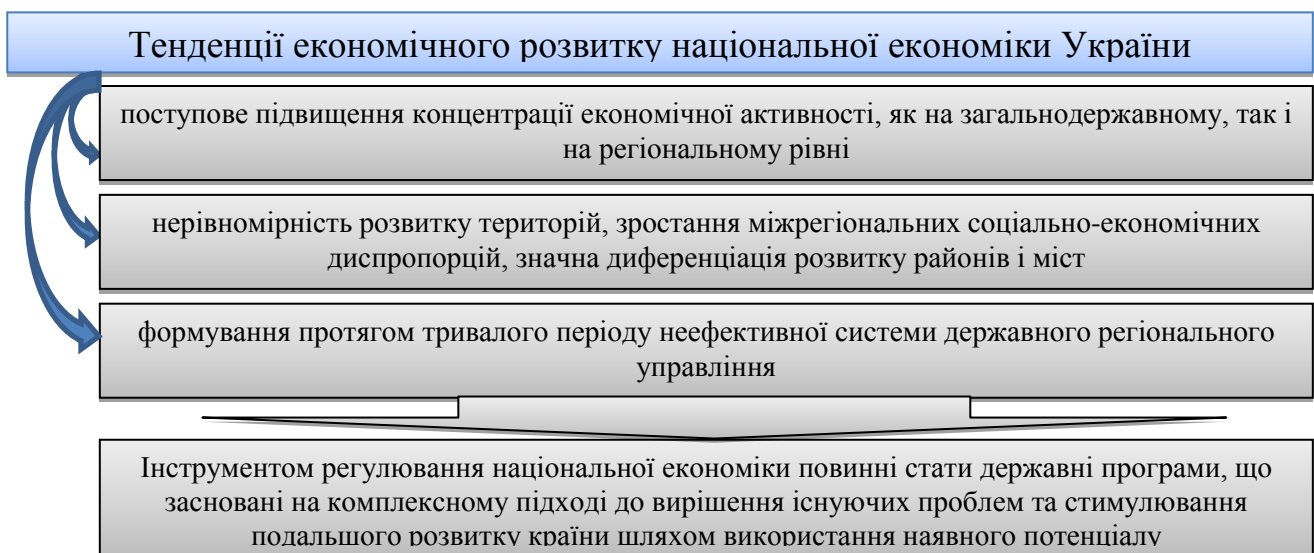 Тенденції економічного розвитку національної економіки України
поступове підвищення концентрації економічної активності, як на загальнодержавному, так і
на регіональному рівні
нерівномірність розвитку територій, зростання міжрегіональних соціально-економічних
диспропорцій, значна диференціація розвитку районів і міст
формування протягом тривалого періоду неефективної системи державного регіонального
управління
Інструментом регулювання національної економіки повинні стати державні програми, що
засновані на комплексному підході до вирішення існуючих проблем та стимулювання
подальшого розвитку країни шляхом використання наявного потенціалу